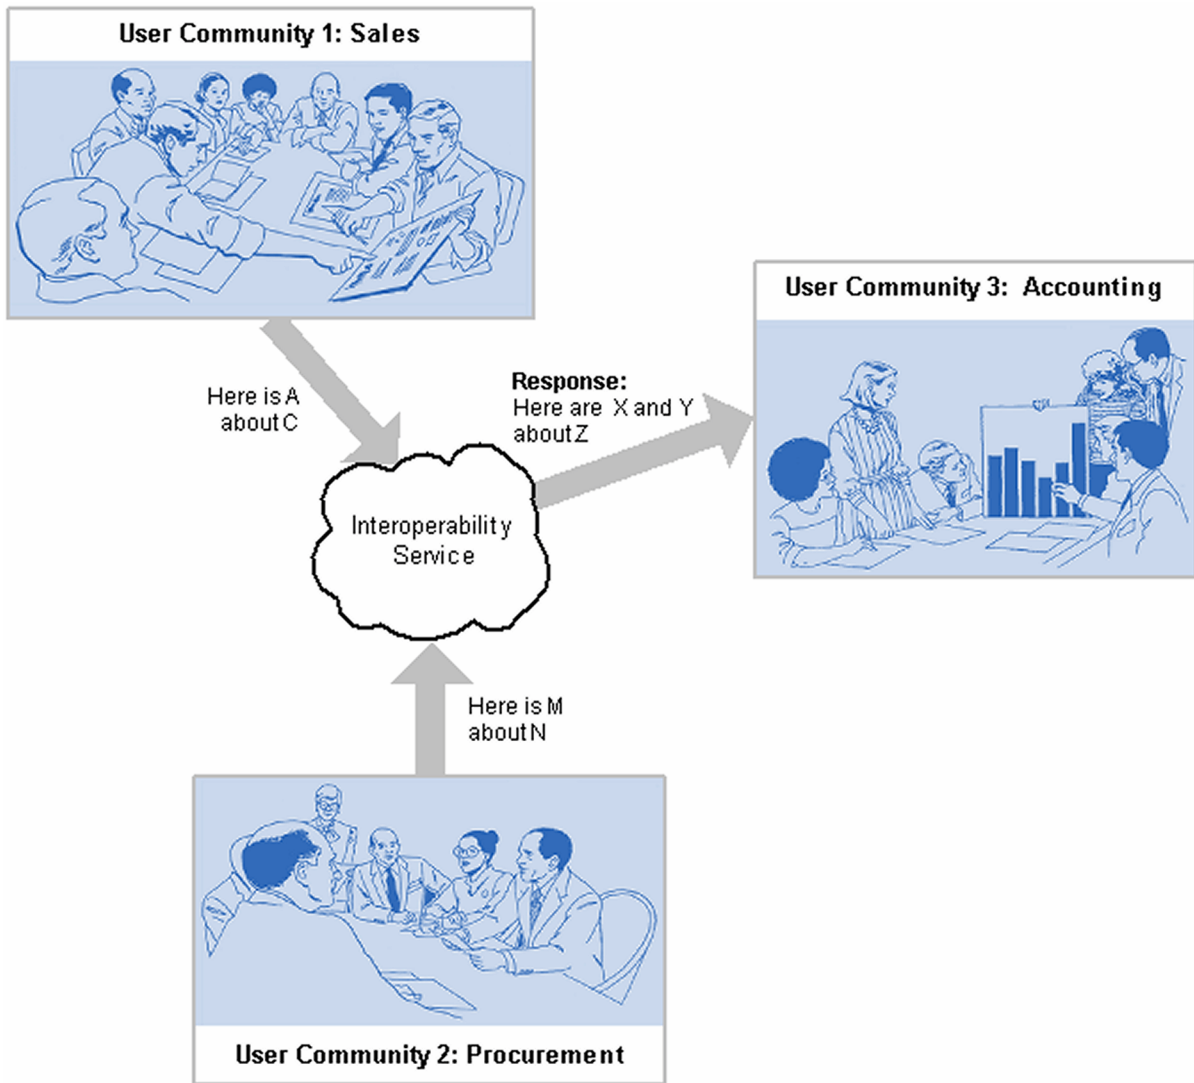 User Community 1: Sales
User Community 3: Accounting
Here is A
about C
Response:
Here are X and Y
about Z
Interoperability
Service
Here is M
about N
User Community 2: Procurement